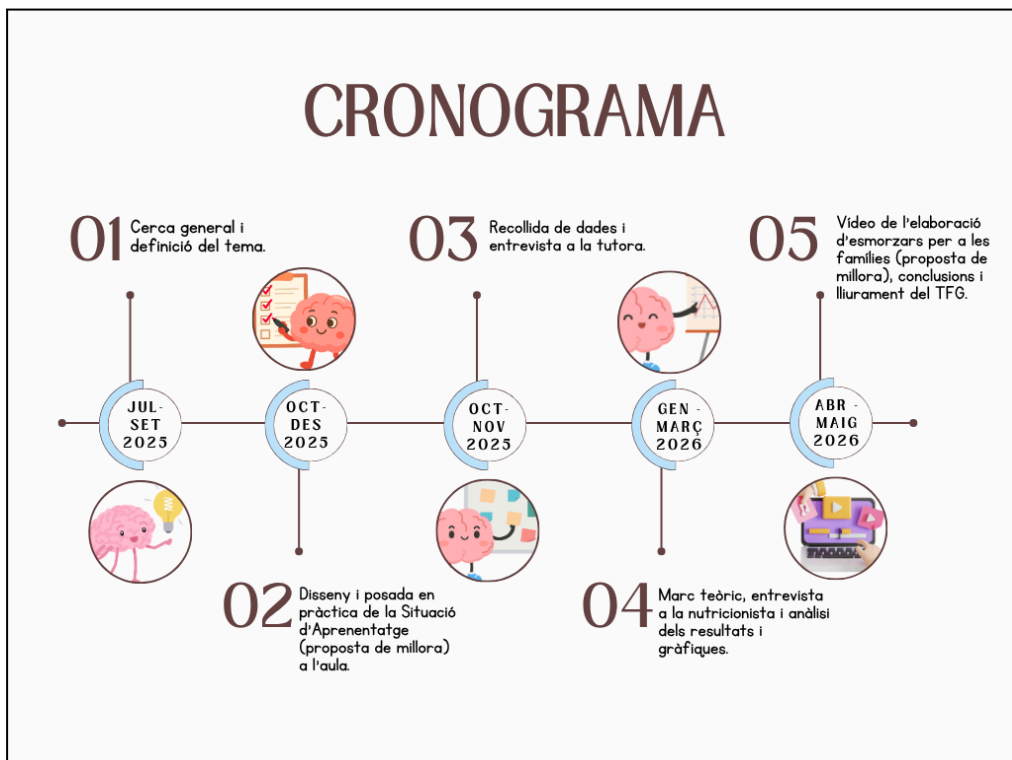 CRONOGRAMA
01
Cerca general i
definició del tema.
JUL-
SET
2025
02
Disseny i posada en
pràctica de la Situació
d'Aprenentatge
(proposta de millora)
a l'aula.
OCT-
DES
2025
03
Recollida de dades i
entrevista a la tutora.
OCT-
NOV
2025
04
Marc teòric, entrevista
a la nutricionista i anàlisi
dels resultats i
gràfiques.
GEN -
MARÇ
2026
05
Vídeo de l'elaboració
d'esmorzars per a les
famílies (proposta de
millora), conclusions i
lliurament del TFG.
ABR -
MAIG
2026